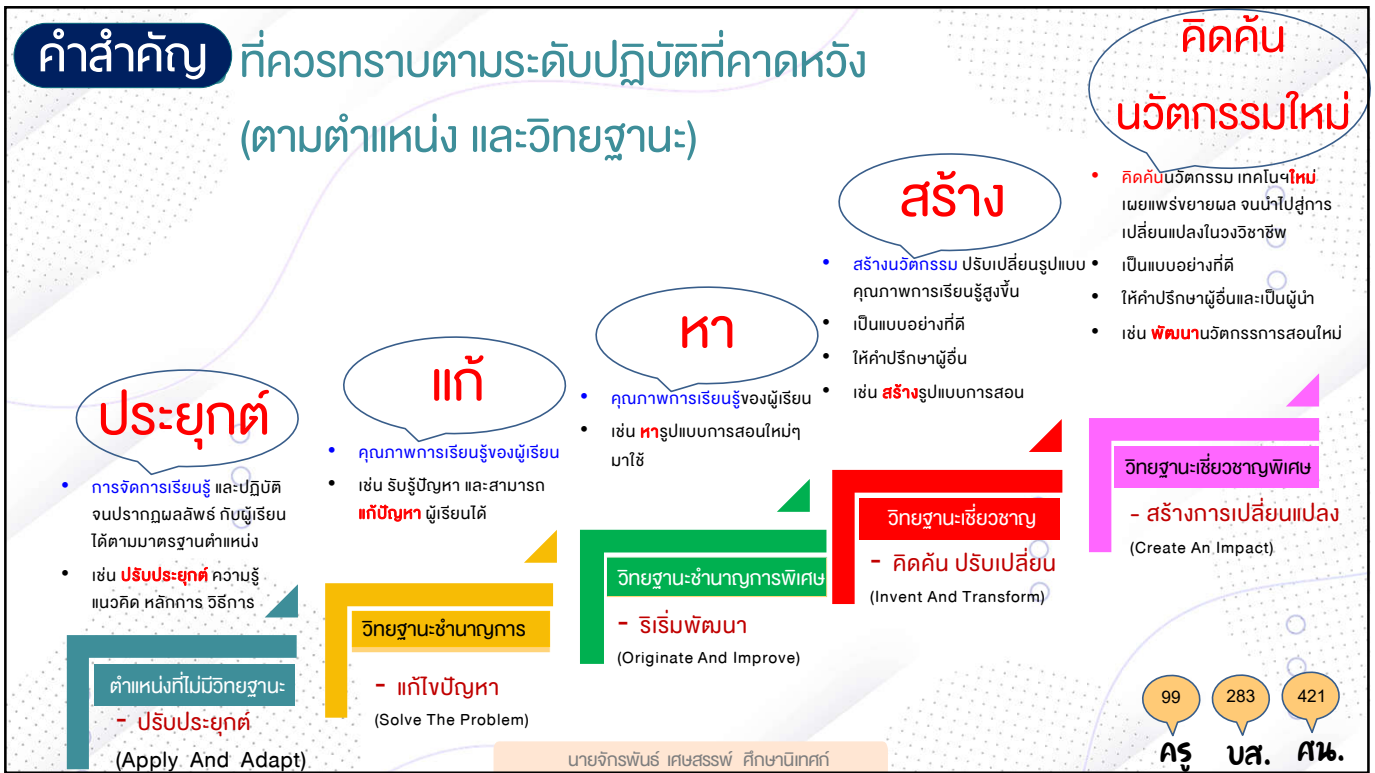 คำสำคัญ ที่ควรทราบตามระดับปฏิบัติที่คาดหวัง
(ตามตำแหน่ง และวิทยฐานะ)
ประยุกต์
• การจัดการเรียนรู้ และปฏิบัติ
จนปรากฏผลลัพธ์ กับผู้เรียน
ได้ตามมาตรฐานตำแหน่ง
• เช่น ปรับประยุกต์ ความรู้
แนวคิด หลักการ วิธีการ
ตำแหน่งที่ไม่มีวิทยฐานะ
- ปรับประยุกต์
(Apply And Adapt)
แก้
• คุณภาพการเรียนรู้ของผู้เรียน
• เช่น รับรู้ปัญหา และสามารถ
แก้ปัญหา ผู้เรียนได้
วิทยฐานะชำนาญการ
- แก้ไขปัญหา
(Solve The Problem)
หา
• คุณภาพการเรียนรู้ของผู้เรียน
• เช่น หารูปแบบการสอนใหม่ๆ
มาใช้
วิทยฐานะชำนาญการพิเศษ
- ริเริ่มพัฒนา
(Originate And Improve)
สร้าง
• สร้างนวัตกรรม ปรับเปลี่ยนรูปแบบ
คุณภาพการเรียนรู้สูงขึ้น
• เป็นแบบอย่างที่ดี
• ให้คำปรึกษาผู้อื่น
• เช่น สร้างรูปแบบการสอน
วิทยฐานะเชี่ยวชาญ
- คิดค้น ปรับเปลี่ยน
(Invent And Transform)
คิดค้น
นวัตกรรมใหม่
• คิดค้นนวัตกรรม เทคโนฯใหม่
เผยแพร่ขยายผล จนนำไปสู่การ
เปลี่ยนแปลงในวงวิชาชีพ
• เป็นแบบอย่างที่ดี
• ให้คำปรึกษาผู้อื่นและเป็นผู้นำ
• เช่น พัฒนานวัตกรรการสอนใหม่
วิทยฐานะเชี่ยวชาญพิเศษ
- สร้างการเปลี่ยนแปลง
(Create An Impact)
99 283 421
ครู บส. ศน.
นายจักรพันธ์ เศษสรรพ์ ศึกษานิเทศก์